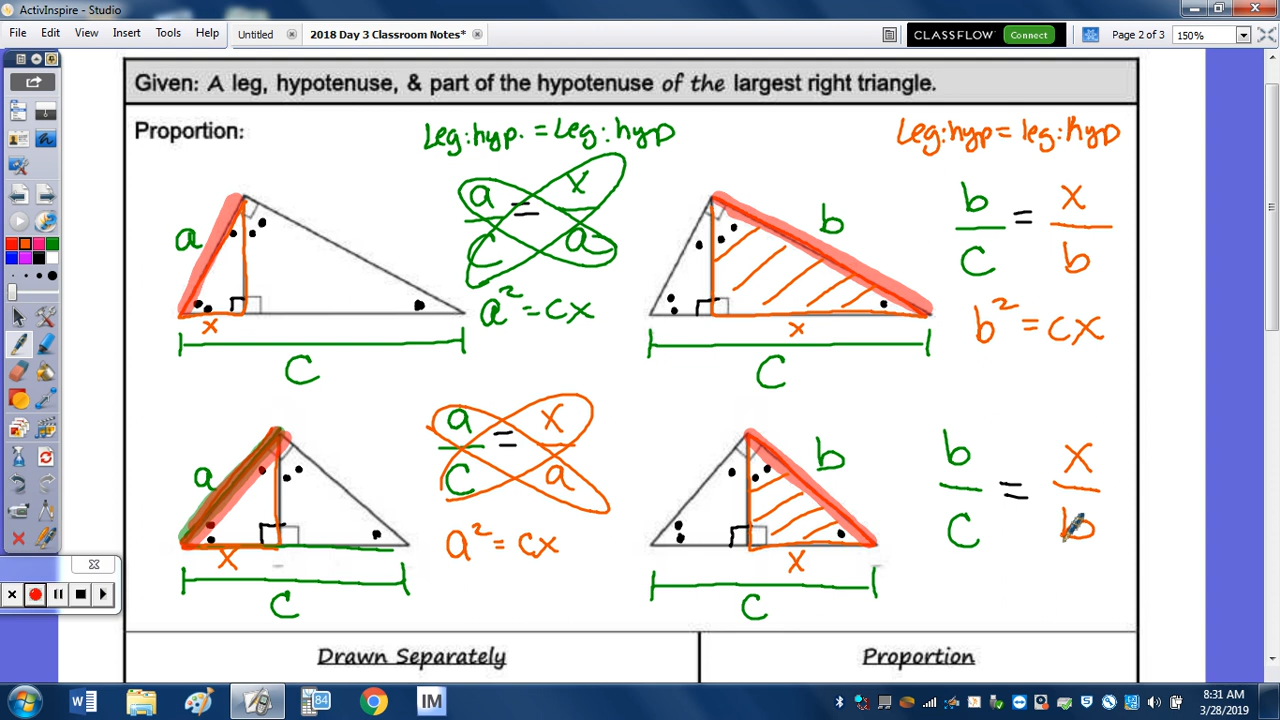 ActivInspire - Studio
File Edit View Insert Tools Help
Untitled
2018 Day 3 Classroom Notes*
CLASSFLOW Connect
Page 2 of 3
150%
Given: A leg, hypotenuse, & part of the hypotenuse of the largest right triangle.
Proportion:
Leg:hyp. = Leg:hyp
Leg:hyp = leg:hyp
a
x
C
a/C = x/a
a² = cx
b
x
C
b/C = x/b
b² = cx
a
x
C
a/C = x/a
a² = cx
b
x
C
b/C = x/b
Drawn Separately
Proportion
W
84
IM
8:31 AM
3/28/2019